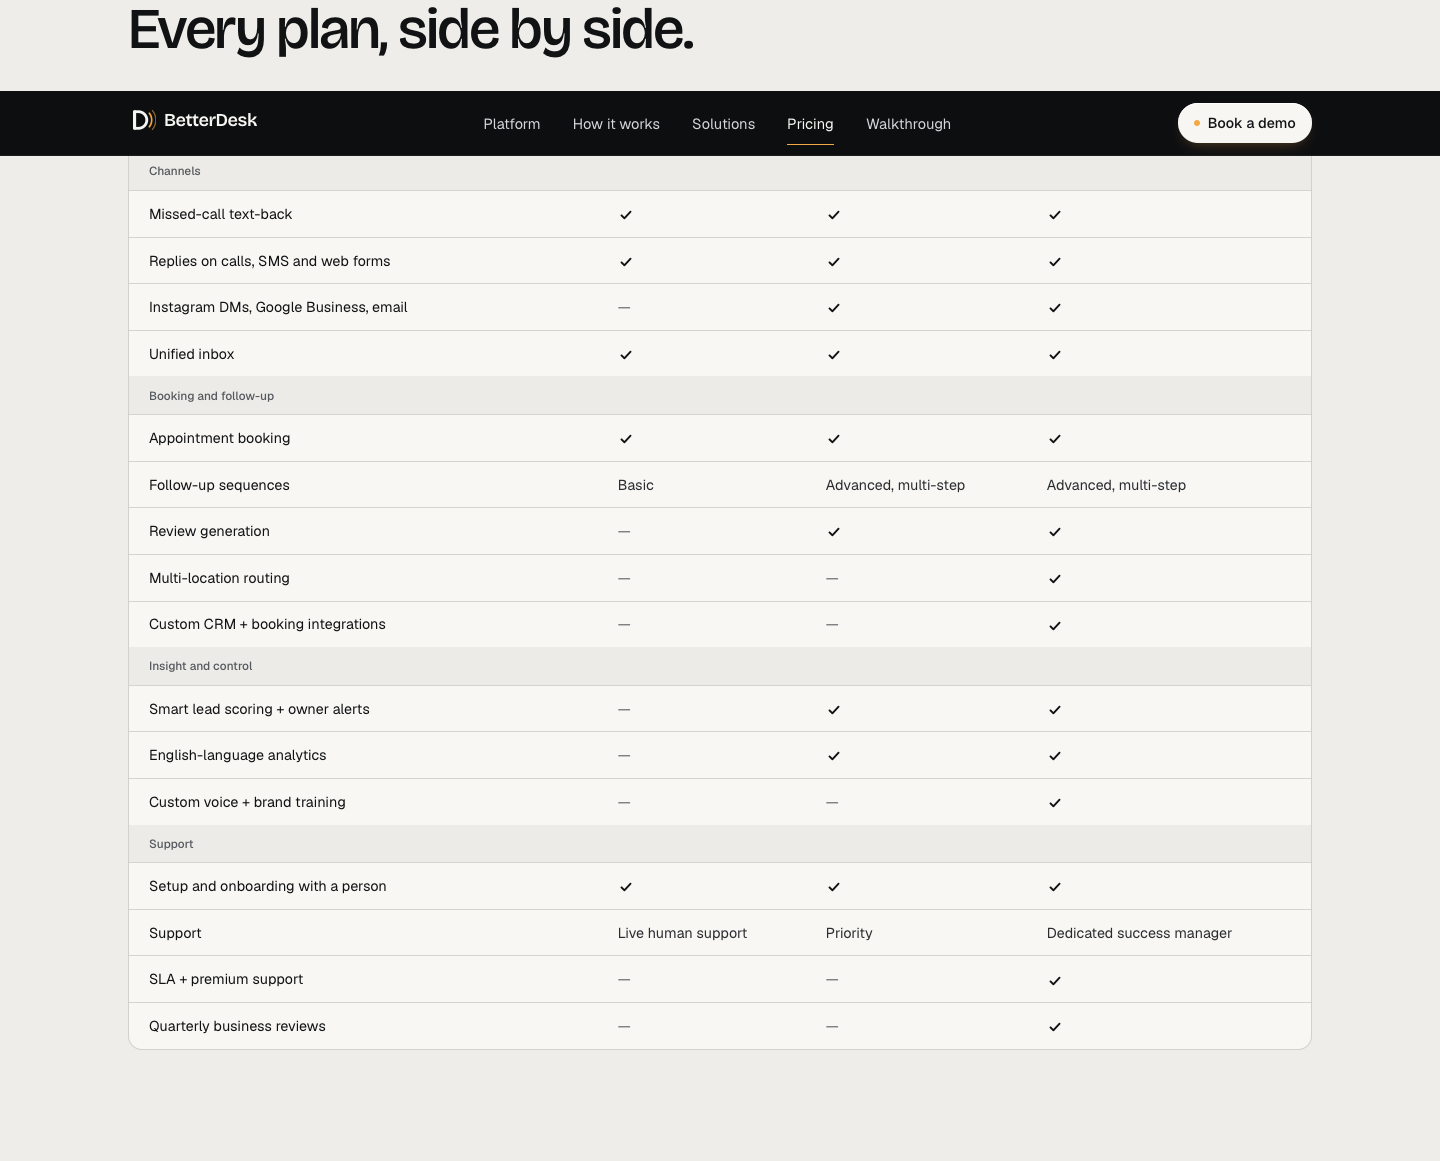 Every plan, side by side.
BetterDesk Platform How it works Solutions Pricing Walkthrough Book a demo
Channels
Missed-call text-back ✓ ✓ ✓
Replies on calls, SMS and web forms ✓ ✓ ✓
Instagram DMs, Google Business, email — ✓ ✓
Unified inbox ✓ ✓ ✓
Booking and follow-up
Appointment booking ✓ ✓ ✓
Follow-up sequences Basic Advanced, multi-step Advanced, multi-step
Review generation — ✓ ✓
Multi-location routing — — ✓
Custom CRM + booking integrations — — ✓
Insight and control
Smart lead scoring + owner alerts — ✓ ✓
English-language analytics — ✓ ✓
Custom voice + brand training — — ✓
Support
Setup and onboarding with a person ✓ ✓ ✓
Support Live human support Priority Dedicated success manager
SLA + premium support — — ✓
Quarterly business reviews — — ✓